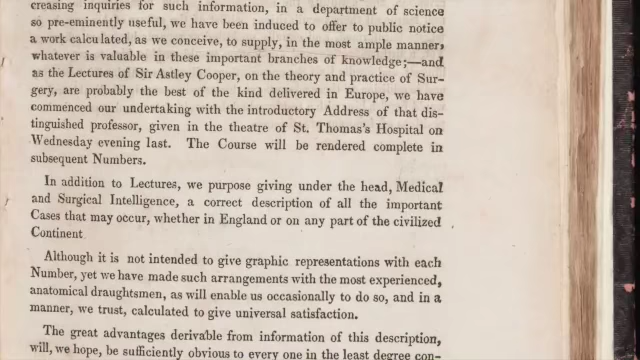 creasing inquiries for such information, in a department of science
so pre-eminently useful, we have been induced to offer to public notice
a work calculated, as we conceive, to supply, in the most ample manner,
whatever is valuable in these important branches of knowledge;—and
as the Lectures of Sir Astley Cooper, on the theory and practice of Sur-
gery, are probably the best of the kind delivered in Europe, we have
commenced our undertaking with the introductory Address of that dis-
tinguished professor, given in the theatre of St. Thomas's Hospital on
Wednesday evening last. The Course will be rendered complete in
subsequent Numbers.
In addition to Lectures, we purpose giving under the head, Medical
and Surgical Intelligence, a correct description of all the important
Cases that may occur, whether in England or on any part of the civilized
Continent
Although it is not intended to give graphic representations with each
Number, yet we have made such arrangements with the most experienced,
anatomical draughtsmen, as will enable us occasionally to do so, and in a
manner, we trust, calculated to give universal satisfaction.
The great advantages derivable from information of this description,
will, we hope, be sufficiently obvious to every one in the least degree con-